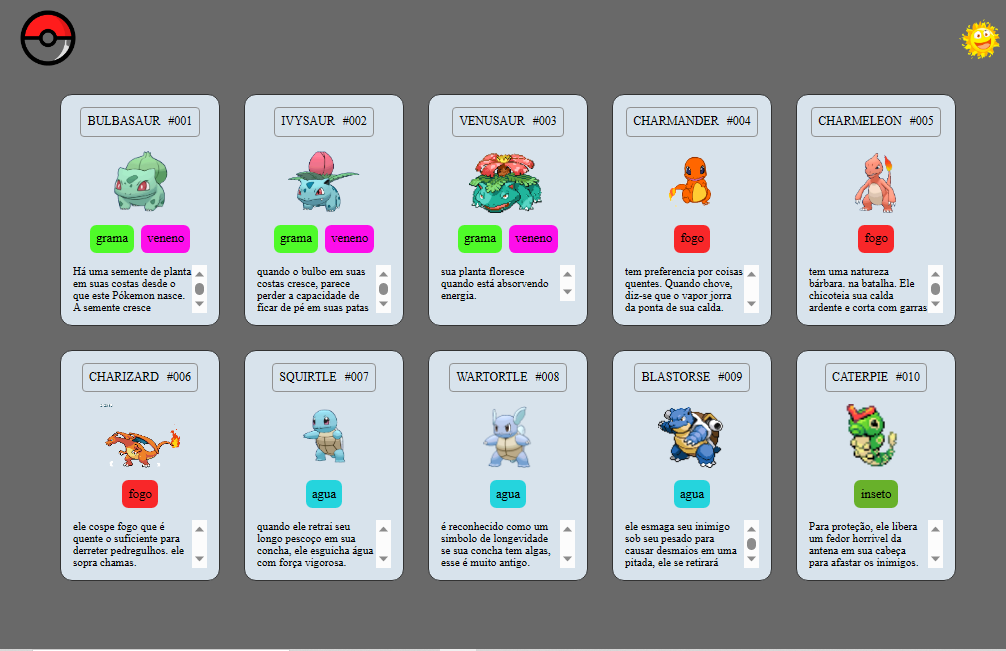 BULBASAUR #001
grama veneno
Há uma semente de planta
em suas costas desde o
que este Pókemon nasce.
A semente cresce
IVYSAUR #002
grama veneno
quando o bulbo em suas
costas cresce, parece
perder a capacidade de
ficar de pé em suas patas
VENUSAUR #003
grama veneno
sua planta floresce
quando está absorvendo
energia.
CHARMANDER #004
fogo
tem preferencia por coisas
quentes. Quando chove,
diz-se que o vapor jorra
da ponta de sua calda.
CHARMELEON #005
fogo
tem uma natureza
bárbara. na batalha. Ele
chicoteia sua calda
ardente e corta com garras
CHARIZARD #006
fogo
ele cospe fogo que é
quente o suficiente para
derreter pedregulhos. ele
sopra chamas.
SQUIRTLE #007
agua
quando ele retrai seu
longo pescoço em sua
concha, ele esguicha água
com força vigorosa.
WARTORTLE #008
agua
é reconhecido como um
simbolo de longevidade
se sua concha tem algas,
esse é muito antigo.
BLASTORSE #009
agua
ele esmaga seu inimigo
sob seu pesado para
causar desmaios em uma
pitada, ele se retirará
CATERPIE #010
inseto
Para proteção, ele libera
um fedor horrivel da
antena em sua cabeça
para afastar os inimigos.